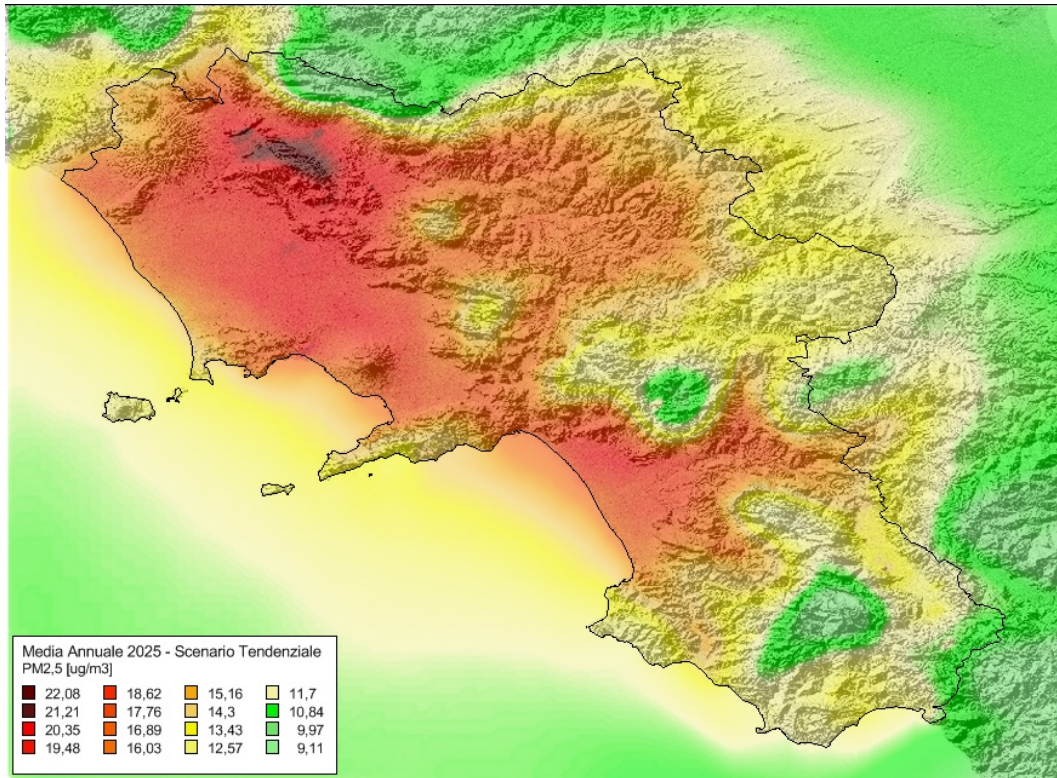 Media Annuale 2025 - Scenario Tendenziale
PM2,5 [ug/m3]
22,08 18,62 15,16 11,7
21,21 17,76 14,3 10,84
20,35 16,89 13,43 9,97
19,48 16,03 12,57 9,11